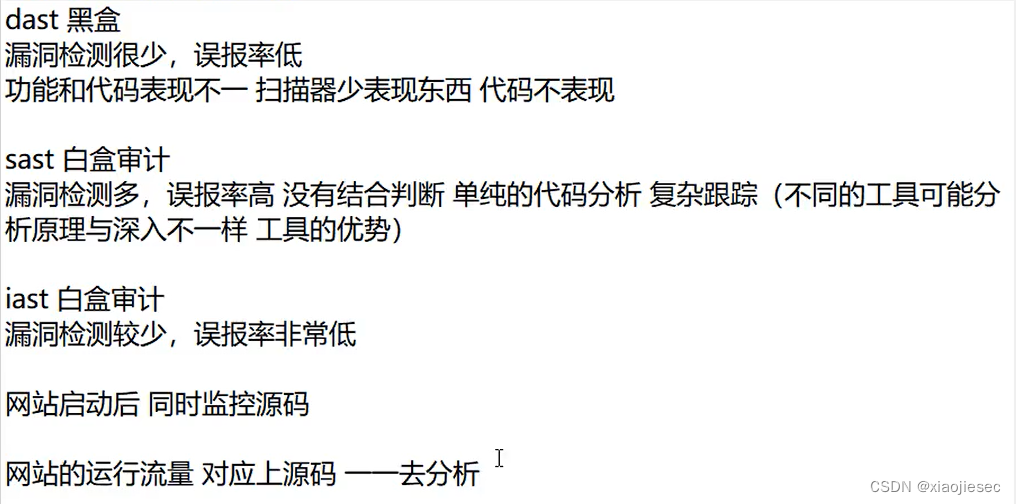 dast 黑盒
漏洞检测很少，误报率低
功能和代码表现不一 扫描器少表现东西 代码不表现
sast 白盒审计
漏洞检测多，误报率高 没有结合判断 单纯的代码分析 复杂跟踪（不同的工具可能分
析原理与深入不一样 工具的优势）
iast 白盒审计
漏洞检测较少，误报率非常低
网站启动后 同时监控源码
网站的运行流量 对应上源码 一一去分析
CSDN @xiaojiesec